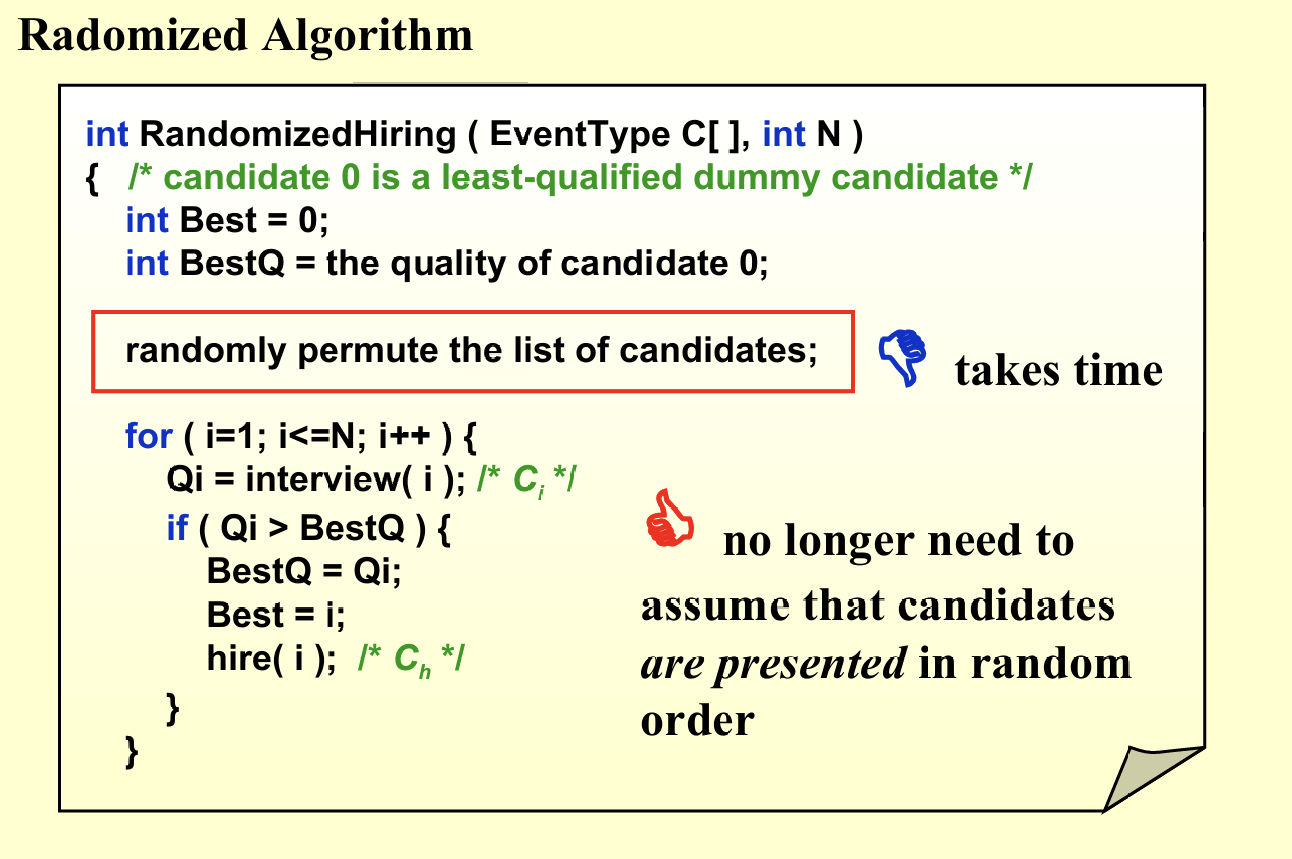 Radomized Algorithm
int RandomizedHiring ( EventType C[ ], int N )
{ /* candidate 0 is a least-qualified dummy candidate */
int Best = 0;
int BestQ = the quality of candidate 0;
randomly permute the list of candidates;
takes time
for ( i=1; i<=N; i++ ) {
Qi = interview( i ); /* Ci */
if ( Qi > BestQ ) {
BestQ = Qi;
Best = i;
hire( i ); /* Ch */
}
}
no longer need to
assume that candidates
are presented in random
order